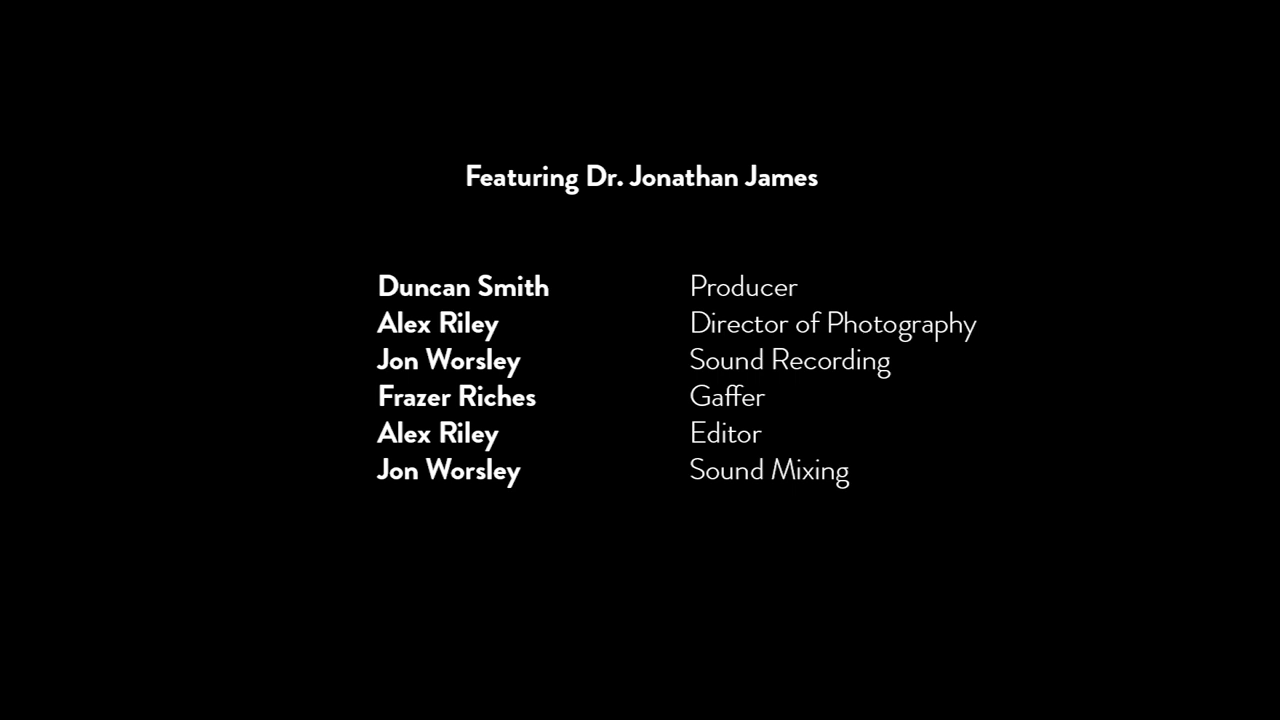 Featuring Dr. Jonathan James
Duncan Smith Producer
Alex Riley Director of Photography
Jon Worsley Sound Recording
Frazer Riches Gaffer
Alex Riley Editor
Jon Worsley Sound Mixing